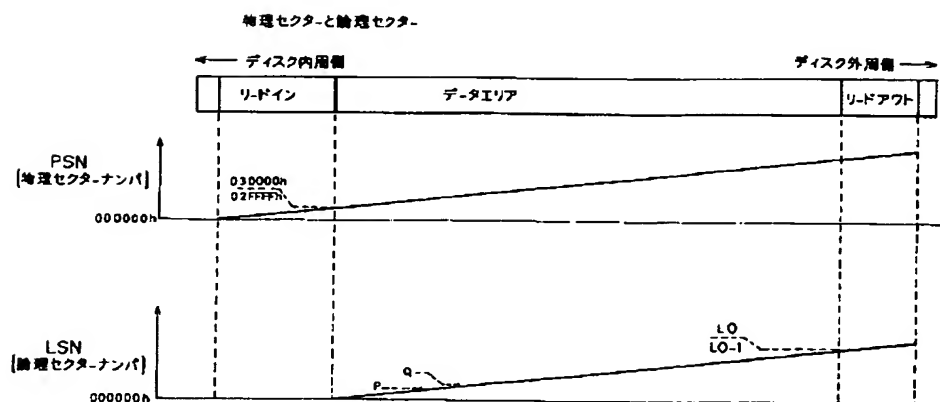 物理セクターと論理セクター
← ディスク内周側
ディスク外周側 →
リードイン
データエリア
リードアウト
PSN
[物理セクターナンバ]
030000h
02FFFFh
000000h
LSN
[論理セクターナンバ]
LO
LO-1
Q
P
000000h